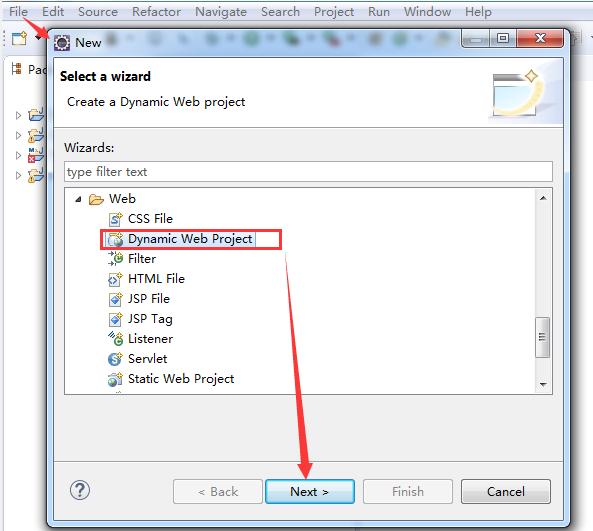 File Edit Source Refactor Navigate Search Project Run Window Help
New
Pac
Select a wizard
Create a Dynamic Web project
Wizards:
type filter text
Web
CSS File
Dynamic Web Project
Filter
HTML File
JSP File
JSP Tag
Listener
Servlet
Static Web Project
< Back Next > Finish Cancel